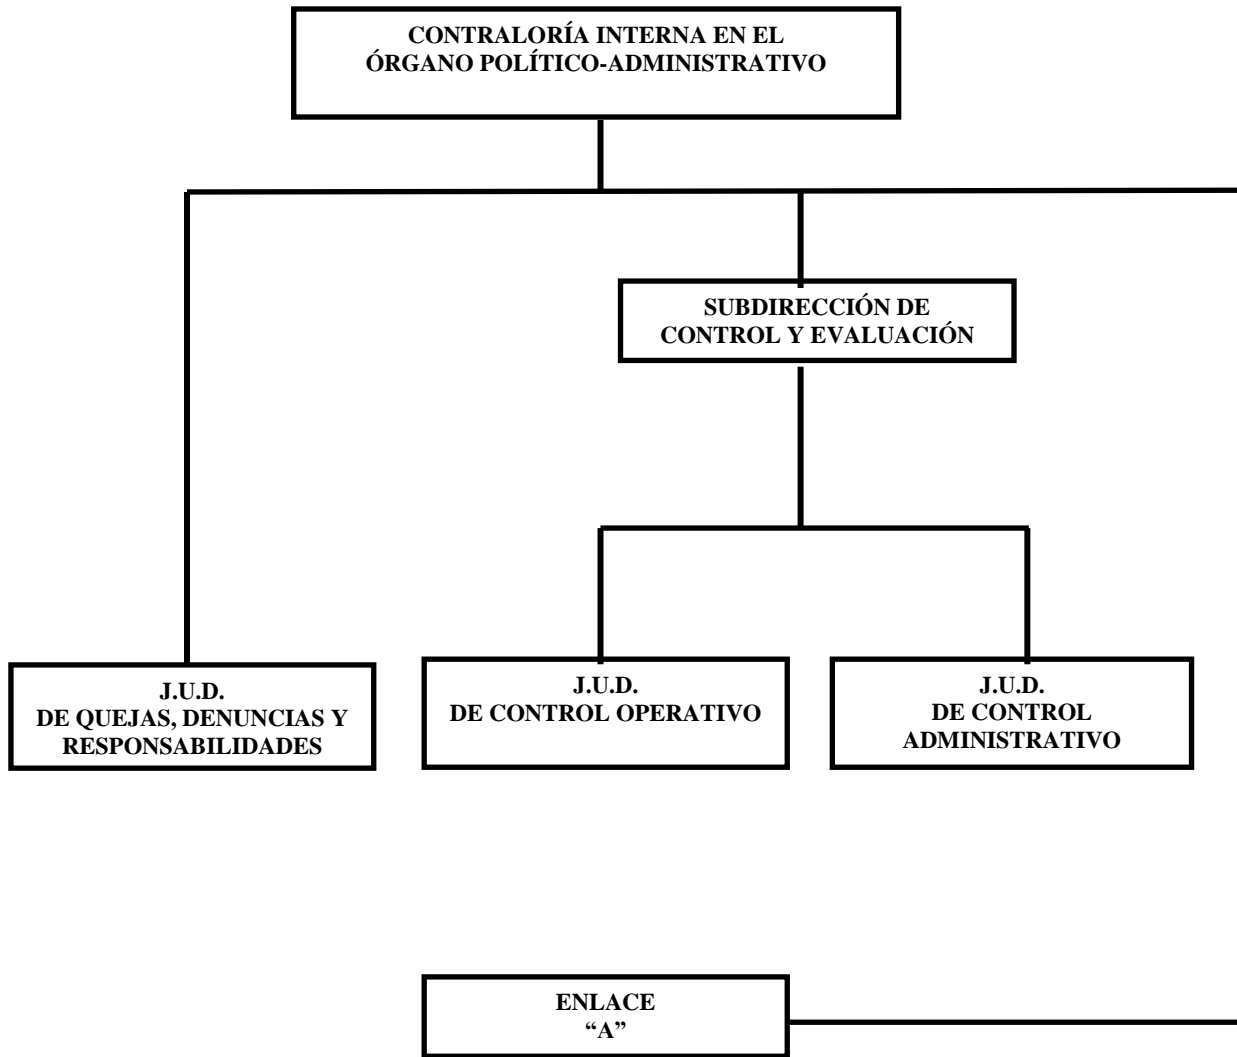 CONTRALORÍA INTERNA EN EL
ÓRGANO POLÍTICO-ADMINISTRATIVO
SUBDIRECCIÓN DE
CONTROL Y EVALUACIÓN
J.U.D.
DE QUEJAS, DENUNCIAS Y
RESPONSABILIDADES
J.U.D.
DE CONTROL OPERATIVO
J.U.D.
DE CONTROL
ADMINISTRATIVO
ENLACE
“A”